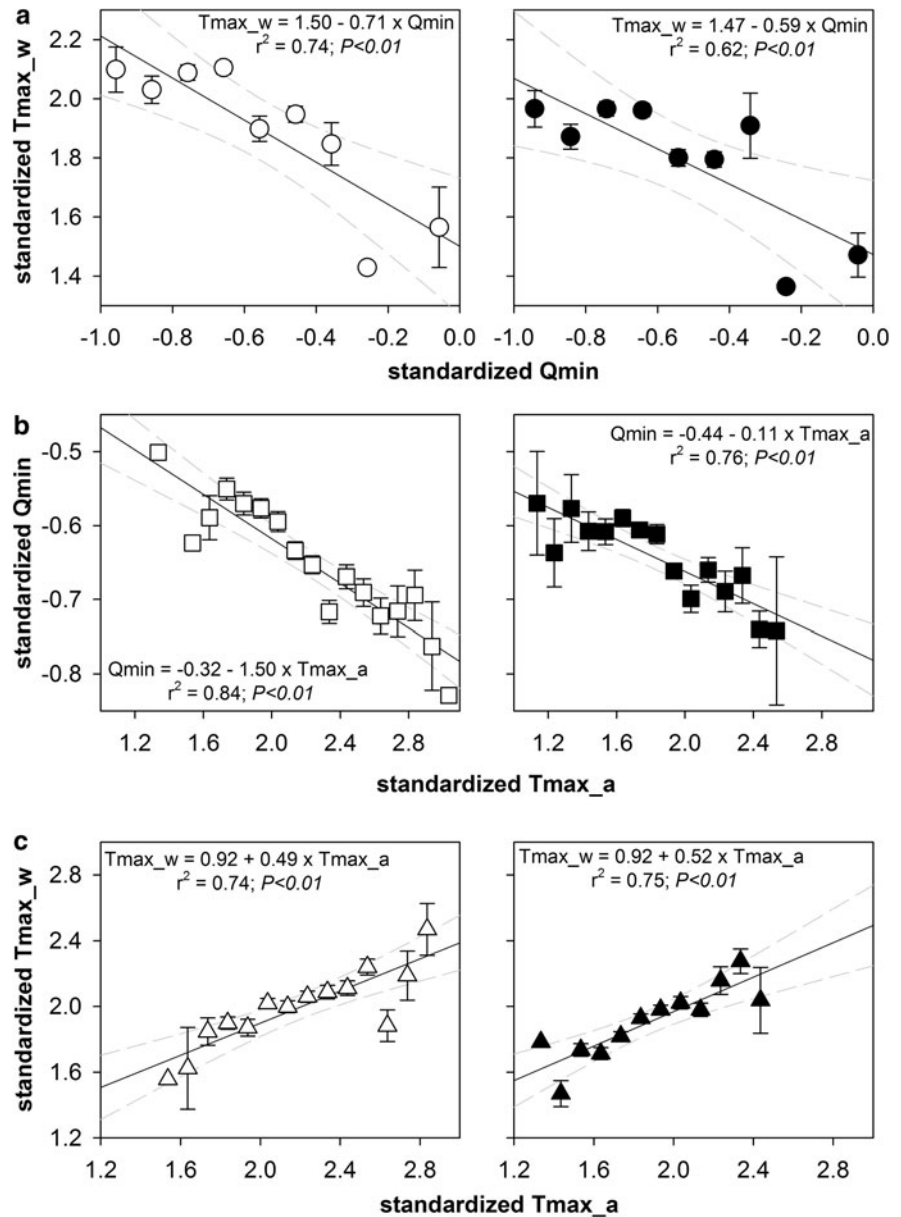 a
Tmax_w = 1.50 - 0.71 x Qmin
r² = 0.74; P<0.01
Tmax_w = 1.47 - 0.59 x Qmin
r² = 0.62; P<0.01
standardized Tmax_w
2.2
2.0
1.8
1.6
1.4
-1.0 -0.8 -0.6 -0.4 -0.2 0.0
-1.0 -0.8 -0.6 -0.4 -0.2 0.0
standardized Qmin
b
Qmin = -0.44 - 0.11 x Tmax_a
r² = 0.76; P<0.01
standardized Qmin
-0.5
-0.6
-0.7
-0.8
Qmin = -0.32 - 1.50 x Tmax_a
r² = 0.84; P<0.01
1.2 1.6 2.0 2.4 2.8
1.2 1.6 2.0 2.4 2.8
standardized Tmax_a
c
Tmax_w = 0.92 + 0.49 x Tmax_a
r² = 0.74; P<0.01
Tmax_w = 0.92 + 0.52 x Tmax_a
r² = 0.75; P<0.01
standardized Tmax_w
2.8
2.4
2.0
1.6
1.2
1.2 1.6 2.0 2.4 2.8
1.2 1.6 2.0 2.4 2.8
standardized Tmax_a